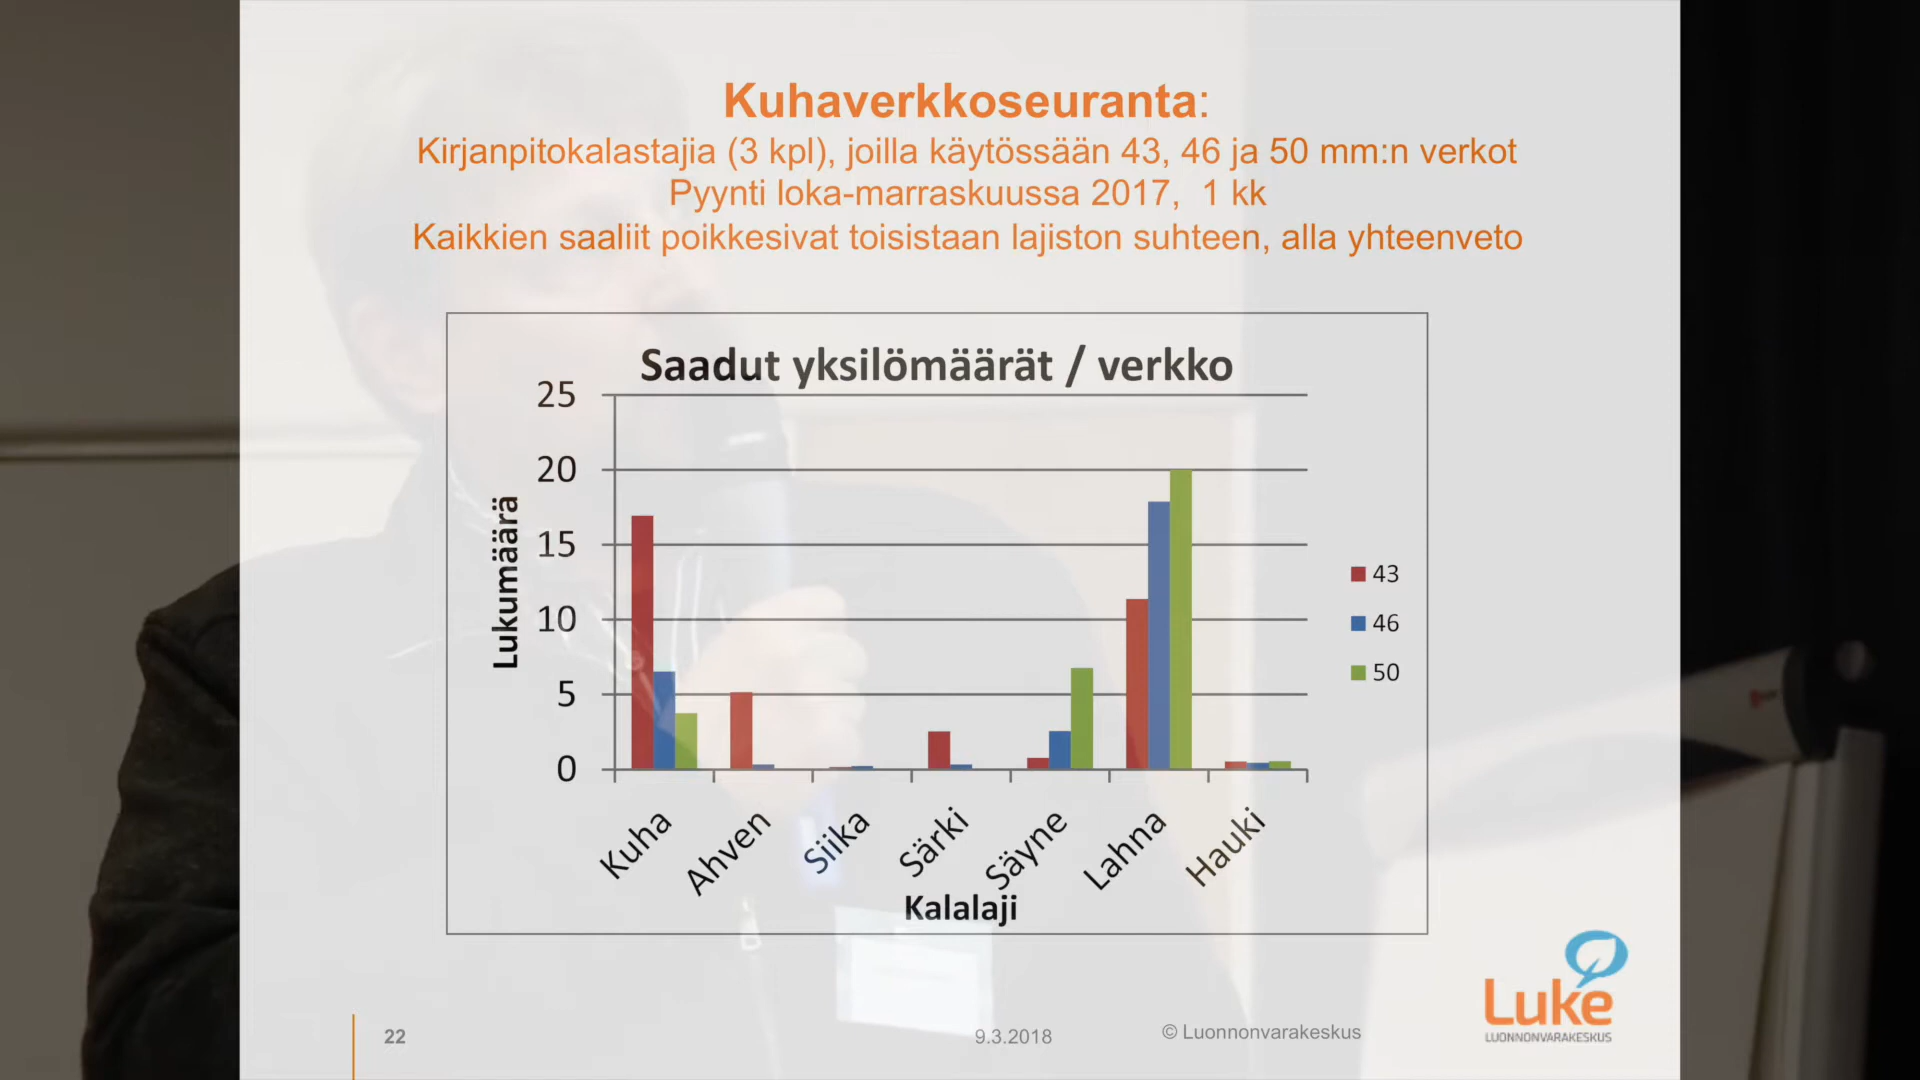 Kuhaverkkoseuranta:
Kirjanpitokalastajia (3 kpl), joilla käytössään 43, 46 ja 50 mm:n verkot
Pyynti loka-marraskuussa 2017, 1 kk
Kaikkien saaliit poikkesivat toisistaan lajiston suhteen, alla yhteenveto
Saadut yksilömäärät / verkko
25
20
15
10
5
0
Lukumäärä
43
46
50
Kuha
Ahven
Siika
Särki
Säyne
Lahna
Hauki
Kalalaji
22
9.3.2018
© Luonnonvarakeskus
Luke
LUONNONVARAKESKUS